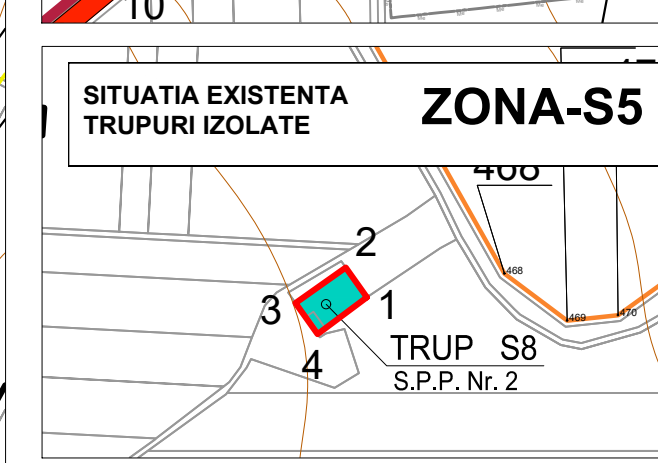 10
SITUATIA EXISTENTA
TRUPURI IZOLATE
ZONA-S5
468
468
2
3
1
469
470
4
TRUP S8
S.P.P. Nr. 2